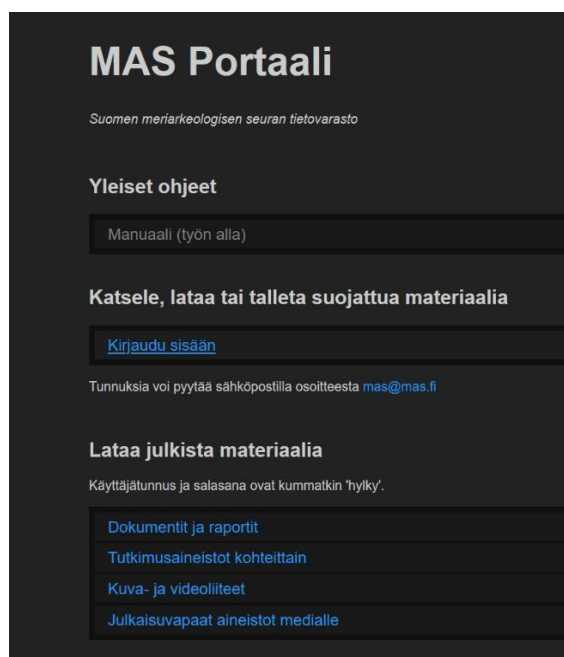 MAS Portaali
Suomen meriarkeologisen seuran tietovarasto
Yleiset ohjeet
Manuaali (työn alla)
Katsele, lataa tai talleta suojattua materiaalia
Kirjaudu sisään
Tunnuksia voi pyytää sähköpostilla osoitteesta mas@mas.fi
Lataa julkista materiaalia
Käyttäjätunnus ja salasana ovat kummatkin 'hylky'.
Dokumentit ja raportit
Tutkimusaineistot kohteittain
Kuva- ja videoliiteet
Julkaisuvapaat aineistot medialle